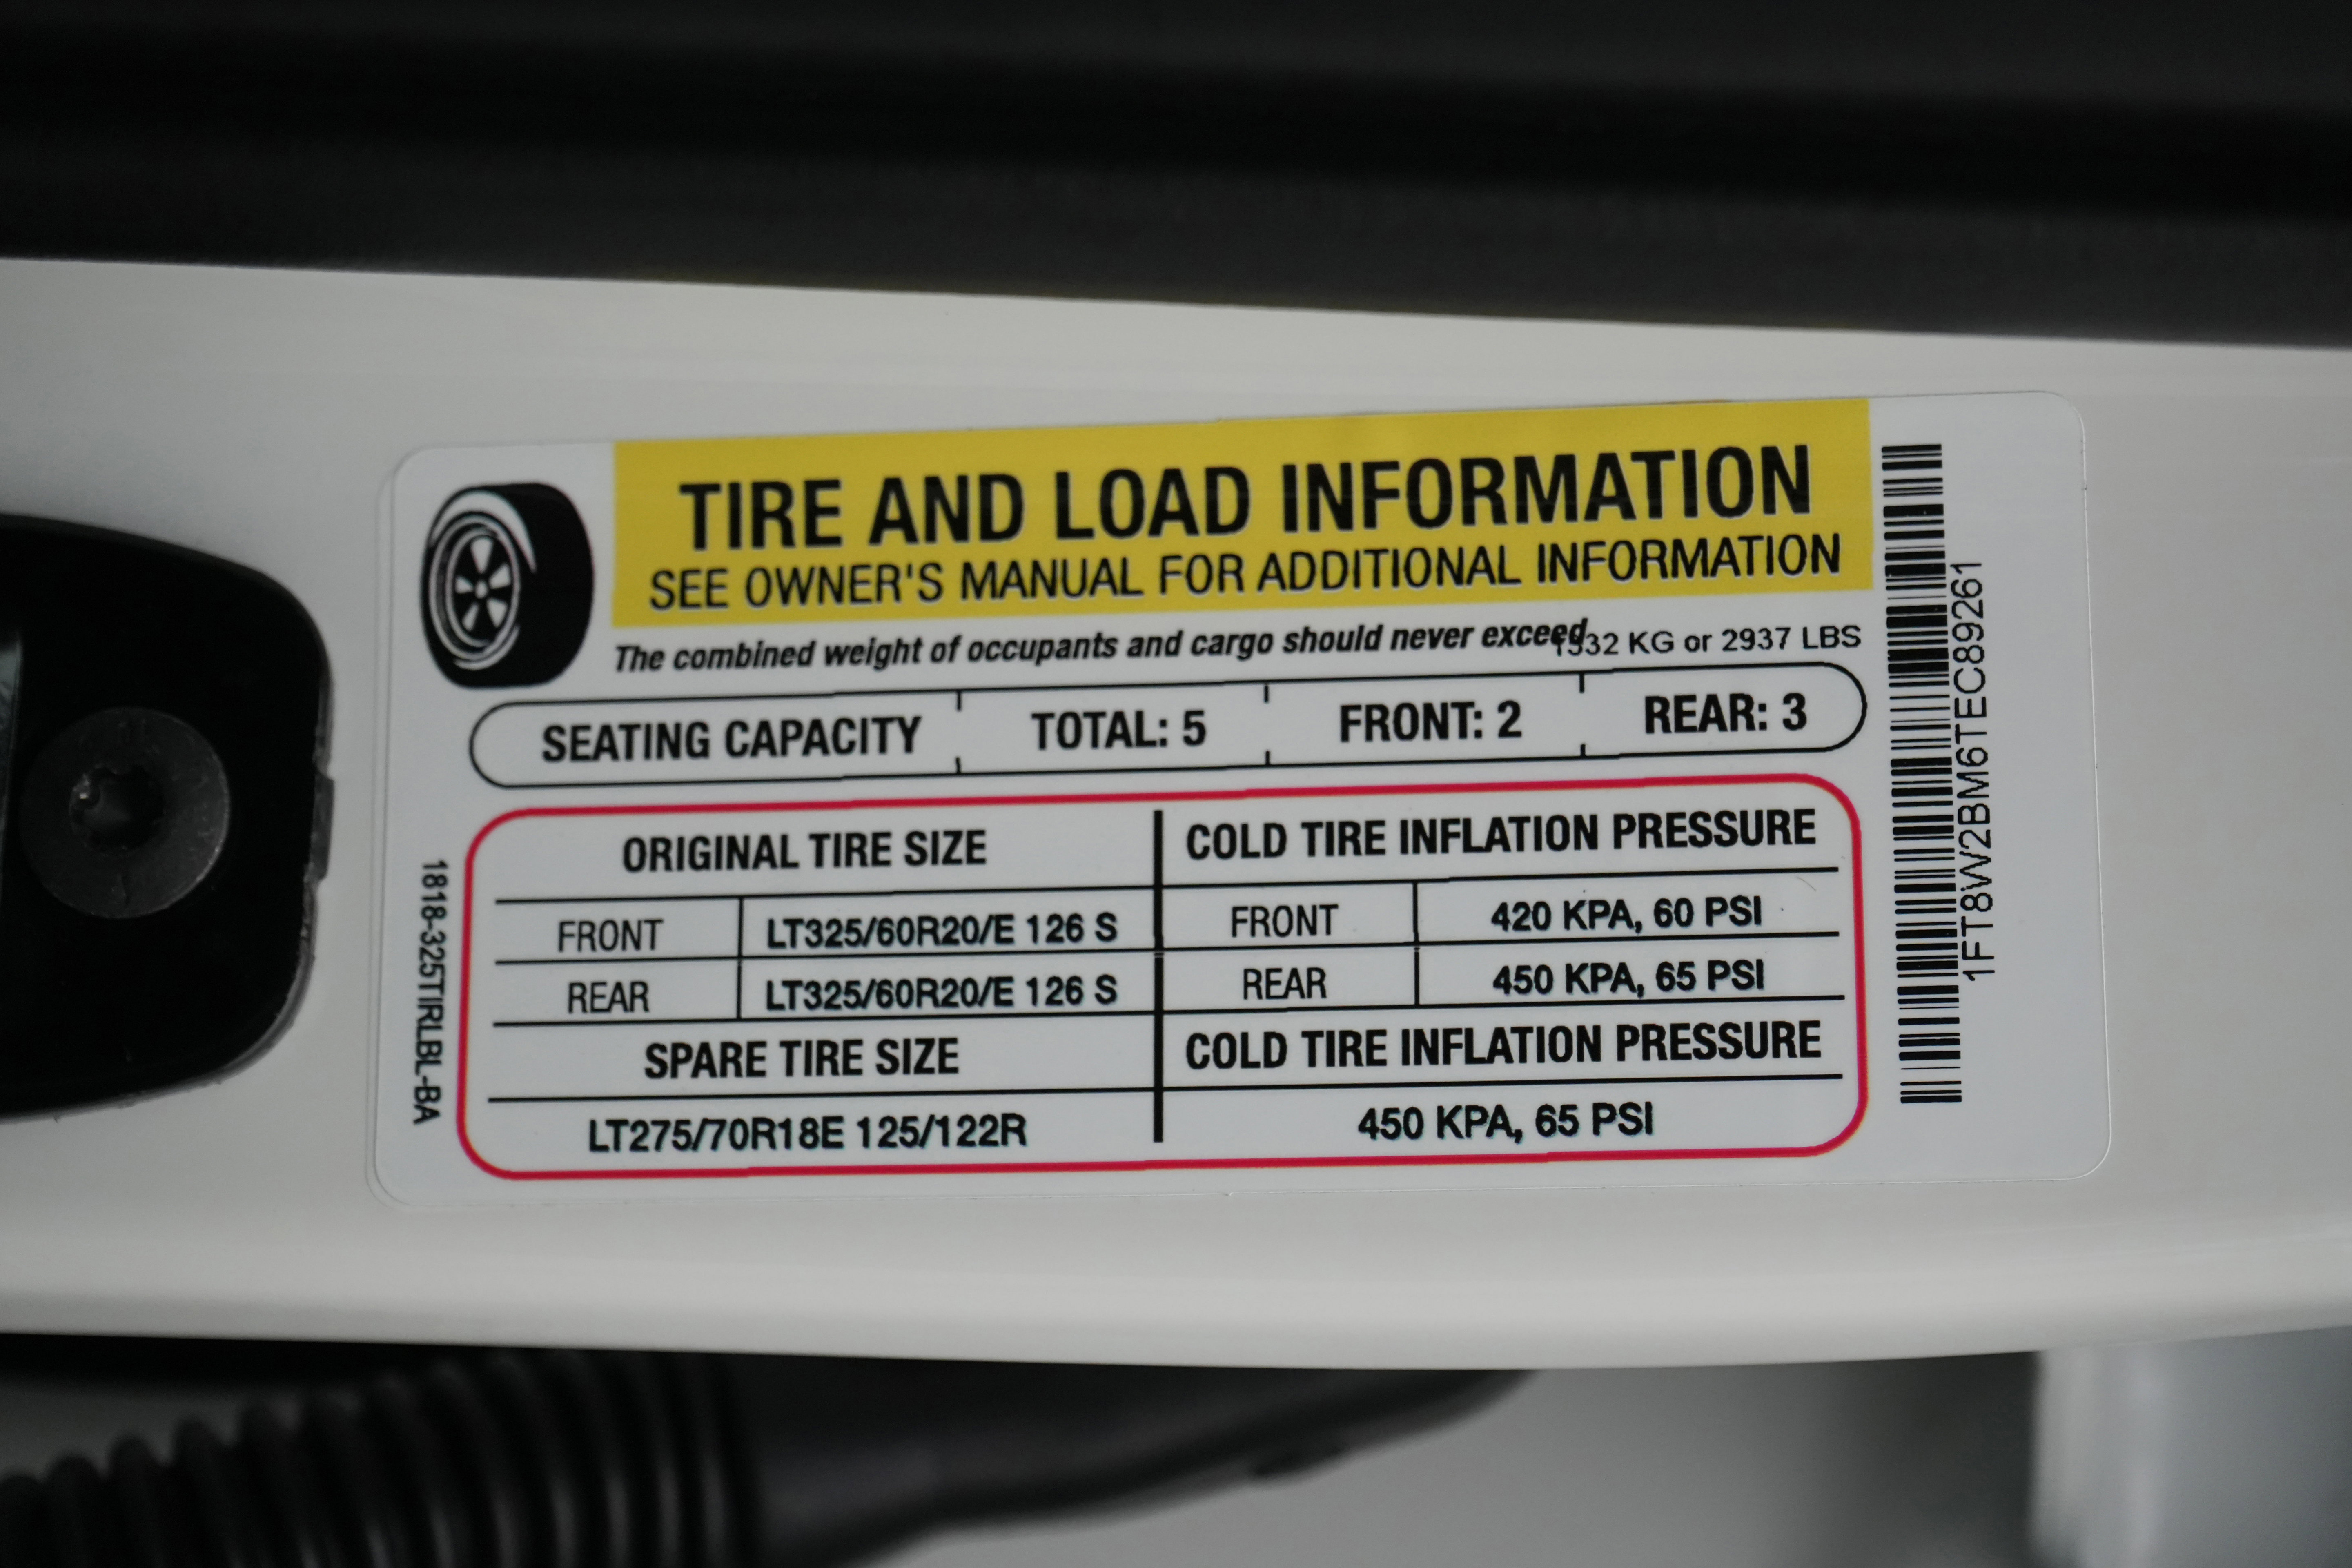 TIRE AND LOAD INFORMATION
SEE OWNER'S MANUAL FOR ADDITIONAL INFORMATION
The combined weight of occupants and cargo should never exceed 1332 KG or 2937 LBS
SEATING CAPACITY TOTAL: 5 FRONT: 2 REAR: 3
ORIGINAL TIRE SIZE COLD TIRE INFLATION PRESSURE
FRONT LT325/60R20/E 126 S FRONT 420 KPA, 60 PSI
REAR LT325/60R20/E 126 S REAR 450 KPA, 65 PSI
SPARE TIRE SIZE COLD TIRE INFLATION PRESSURE
LT275/70R18E 125/122R 450 KPA, 65 PSI
1818-325TIRLBL-BA
1FT8W2BM6TEC89261